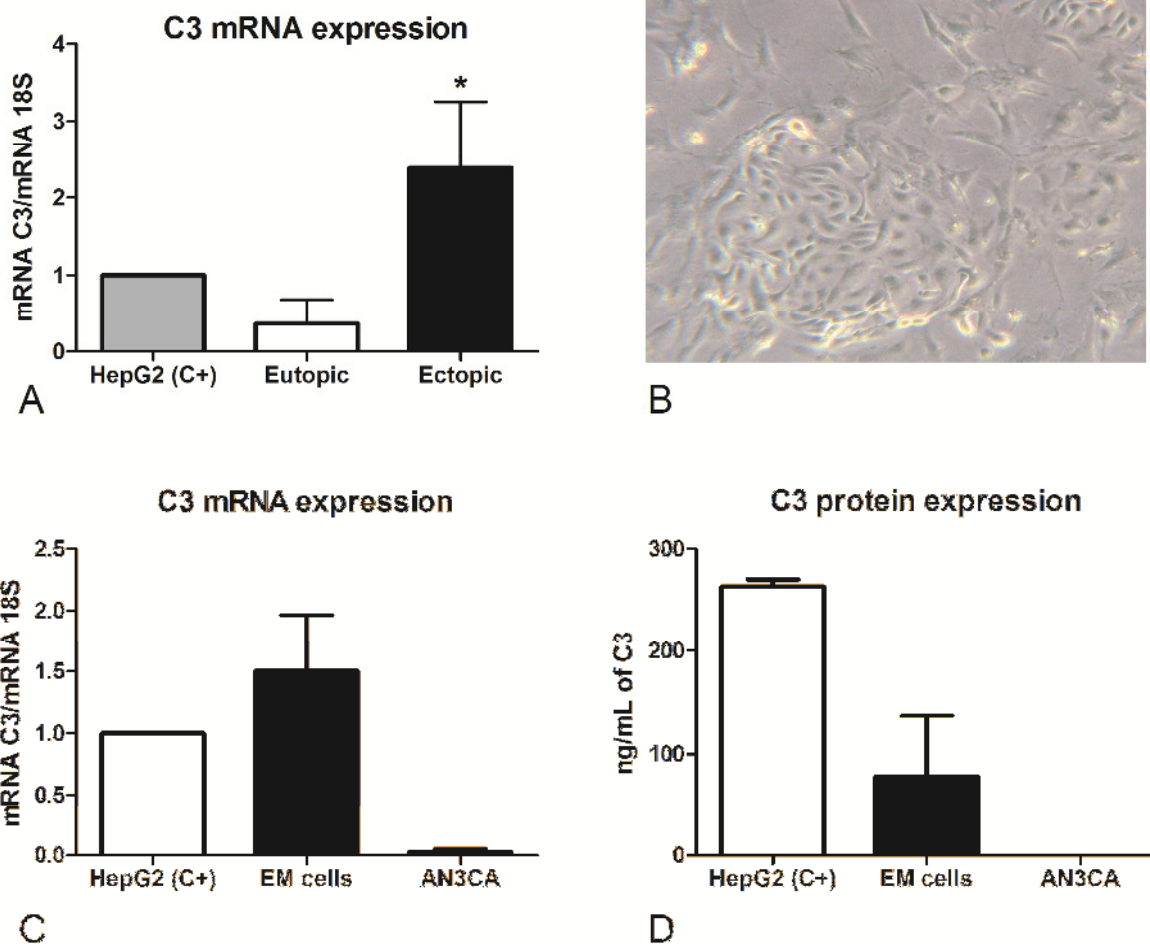 C3 mRNA expression
mRNA C3/mRNA 18S
4
3
2
1
0
*
HepG2 (C+) Eutopic Ectopic
A
B
C3 mRNA expression
mRNA C3/mRNA 18S
2.5
2.0
1.5
1.0
0.5
0.0
HepG2 (C+) EM cells AN3CA
C
C3 protein expression
ng/mL of C3
300
200
100
0
HepG2 (C+) EM cells AN3CA
D